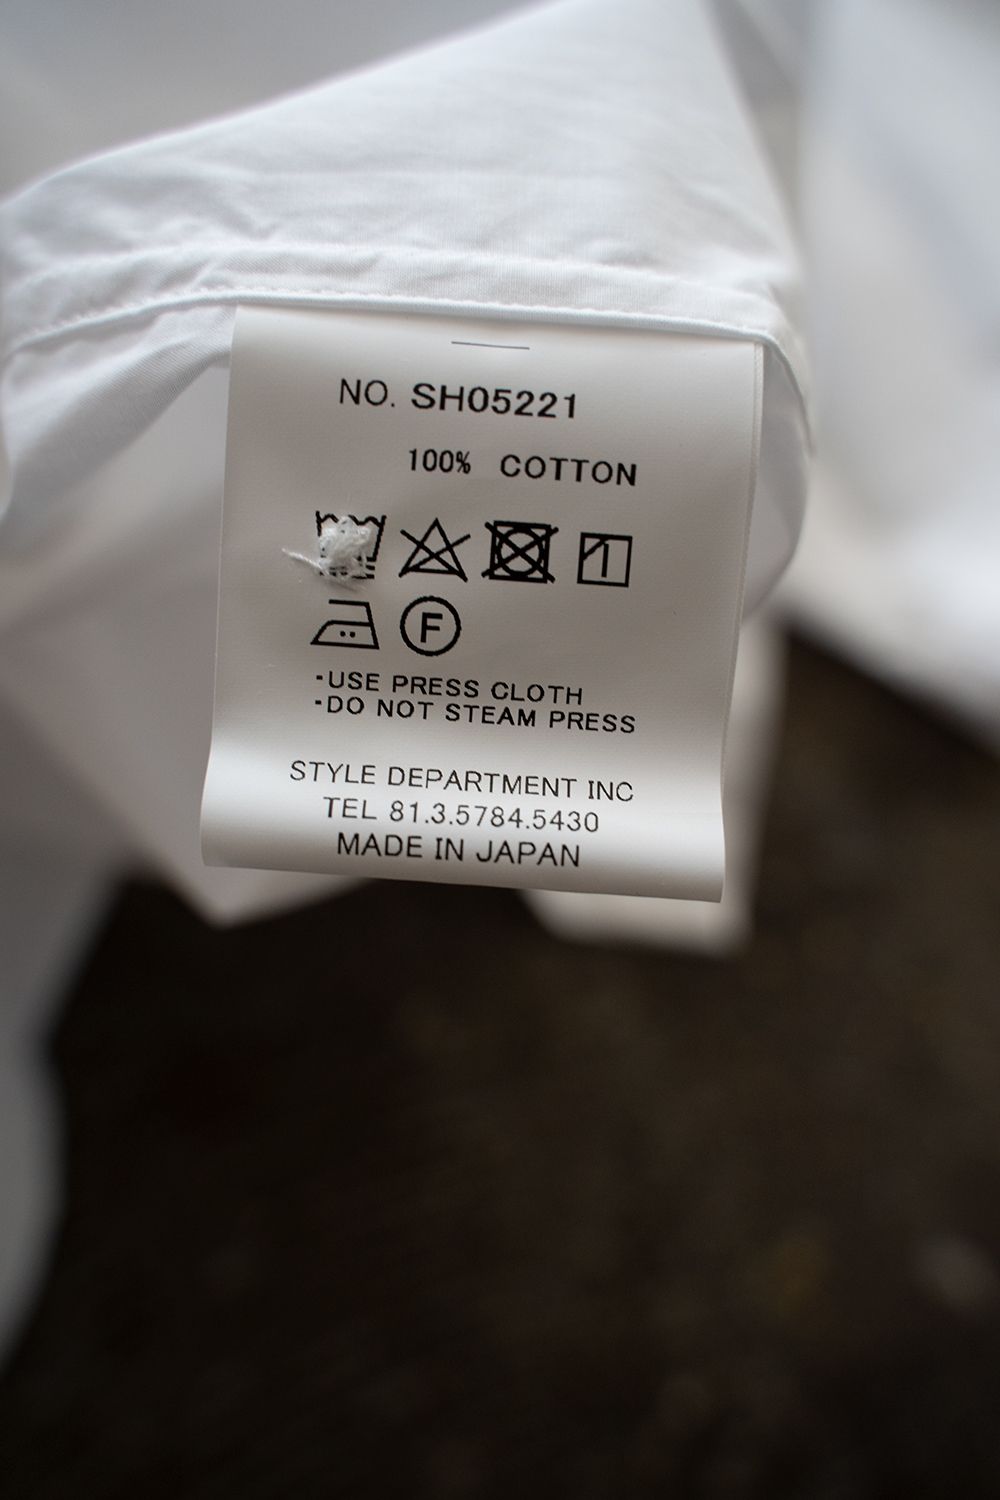 NO. SH05221
100% COTTON
F
·USE PRESS CLOTH
·DO NOT STEAM PRESS
STYLE DEPARTMENT INC
TEL 81.3.5784.5430
MADE IN JAPAN